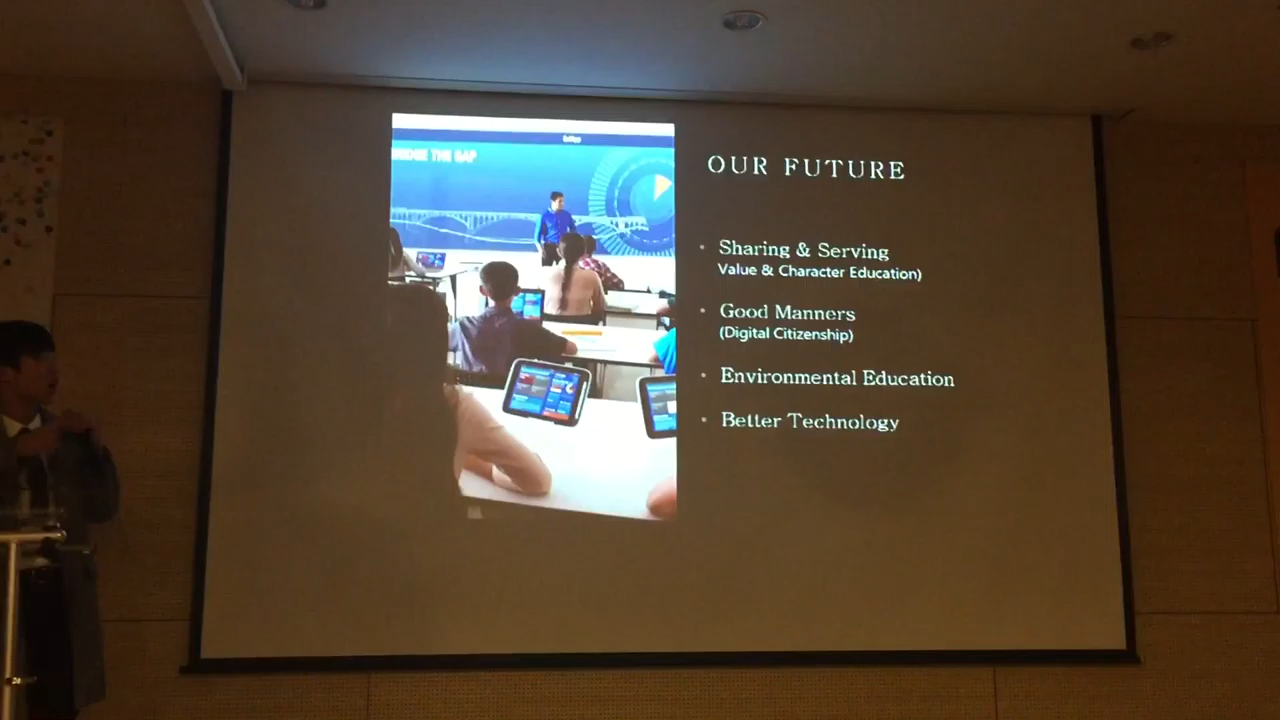 BRIDGE THE GAP
OUR FUTURE
• Sharing & Serving
Value & Character Education)
• Good Manners
(Digital Citizenship)
• Environmental Education
• Better Technology